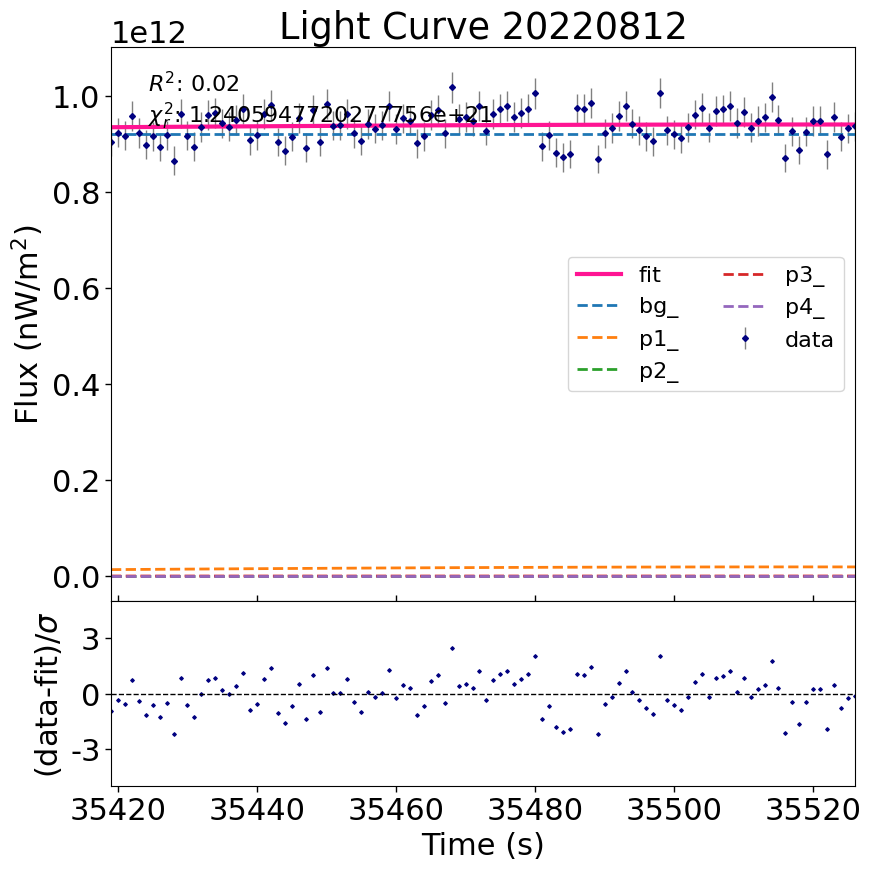 Light Curve 20220812
1e12
R²: 0.02
χ²ᵣ: 1.2405947720277756e+21
1.0
0.8
0.6
0.4
0.2
0.0
Flux (nW/m²)
fit
bg_
p1_
p2_
p3_
p4_
data
3
0
-3
(data-fit)/σ
35420 35440 35460 35480 35500 35520
Time (s)